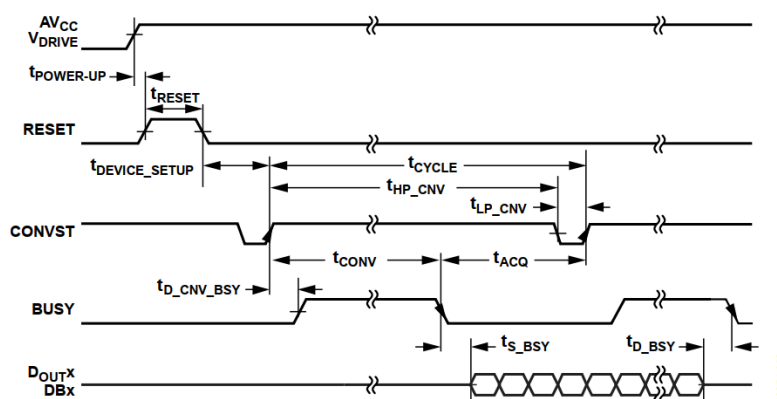 AVCC
VDRIVE
tPOWER-UP
tRESET
RESET
tDEVICE_SETUP
tCYCLE
tHP_CNV
tLP_CNV
CONVST
tCONV
tACQ
tD_CNV_BSY
BUSY
tS_BSY
tD_BSY
DOUTx
DBx